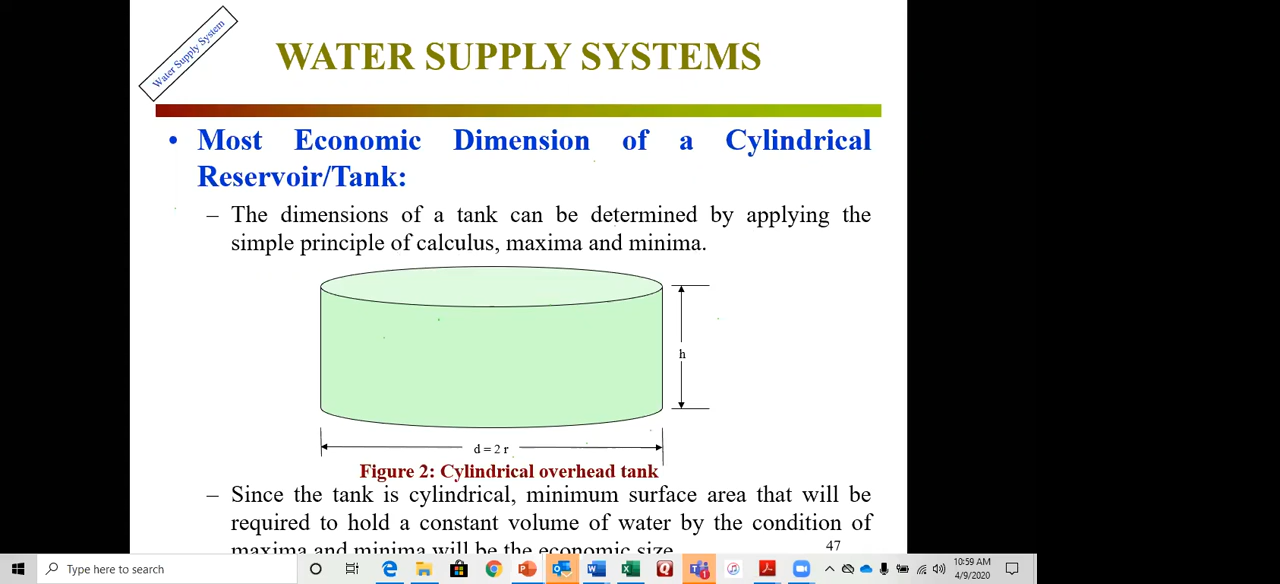 Water Supply System
WATER SUPPLY SYSTEMS
• Most Economic Dimension of a Cylindrical
Reservoir/Tank:
– The dimensions of a tank can be determined by applying the
simple principle of calculus, maxima and minima.
h
d = 2 r
Figure 2: Cylindrical overhead tank
– Since the tank is cylindrical, minimum surface area that will be
required to hold a constant volume of water by the condition of
maxima and minima will be the economic size
47
Type here to search
10:59 AM
4/9/2020